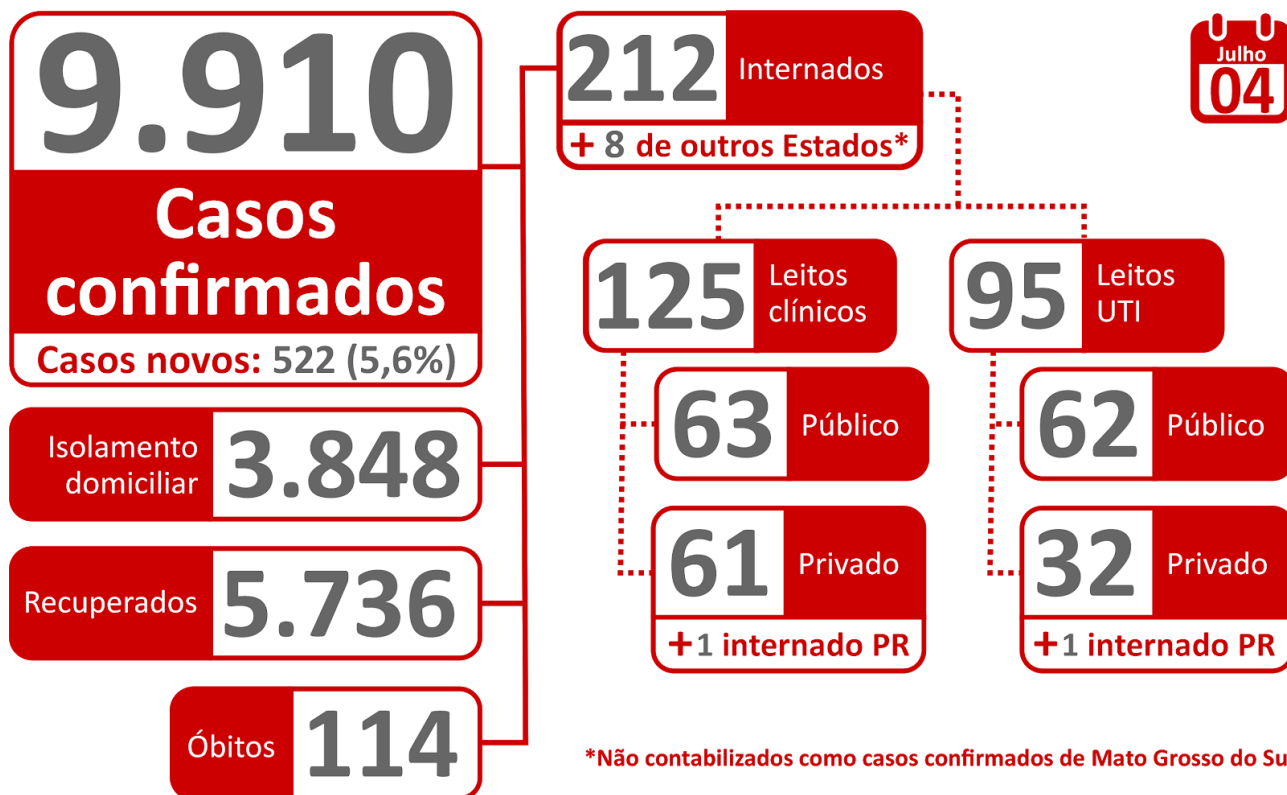 9.910
Casos
confirmados
Casos novos: 522 (5,6%)
Isolamento
domiciliar
3.848
Recuperados
5.736
Óbitos
114
212
Internados
+ 8 de outros Estados*
Julho
04
125
Leitos
clínicos
63
Público
61
Privado
+1 internado PR
95
Leitos
UTI
62
Público
32
Privado
+1 internado PR
*Não contabilizados como casos confirmados de Mato Grosso do Su